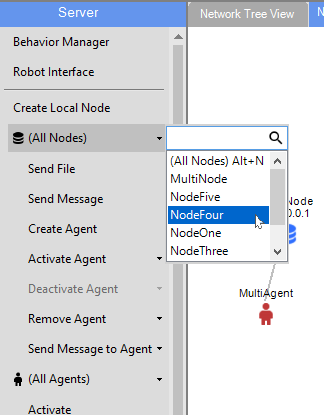 Server
Network Tree View
N
Behavior Manager
Robot Interface
Create Local Node
(All Nodes)
Send File
Send Message
Create Agent
Activate Agent
Deactivate Agent
Remove Agent
Send Message to Agent
(All Agents)
Activate
(All Nodes) Alt+N
MultiNode
NodeFive
NodeFour
NodeOne
NodeThree
Node
0.0.1
MultiAgent